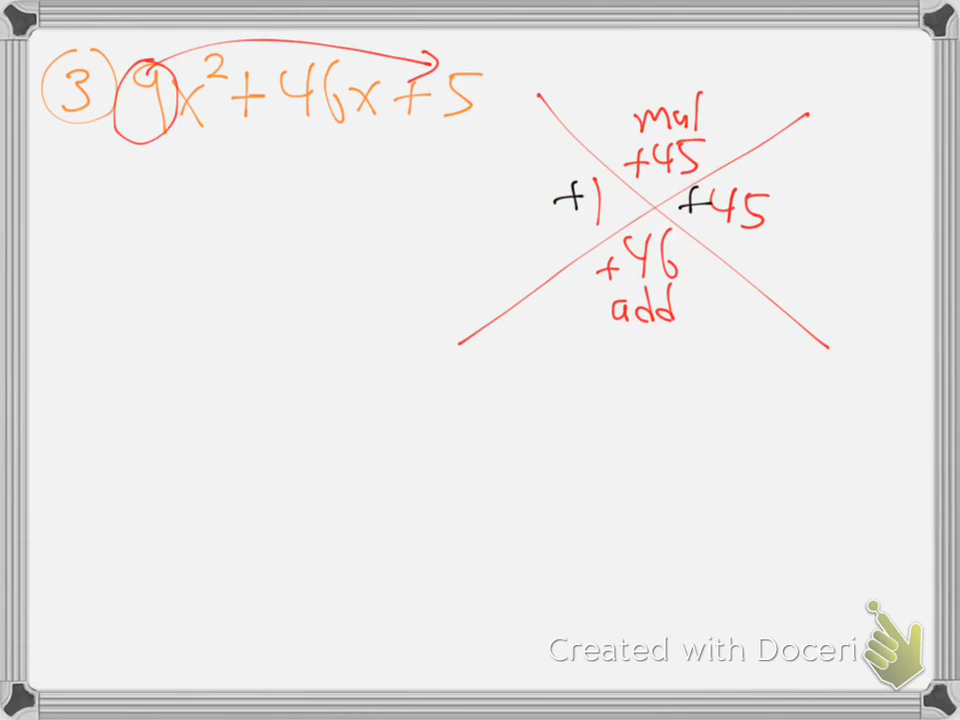 ③ 9x² + 46x + 5
mul
+45
+1 +45
+46
add
Created with Doceri